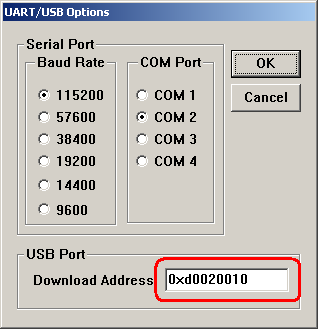 UART/USB Options
Serial Port
Baud Rate
115200
57600
38400
19200
14400
9600
COM Port
COM 1
COM 2
COM 3
COM 4
OK
Cancel
USB Port
Download Address 0xd0020010